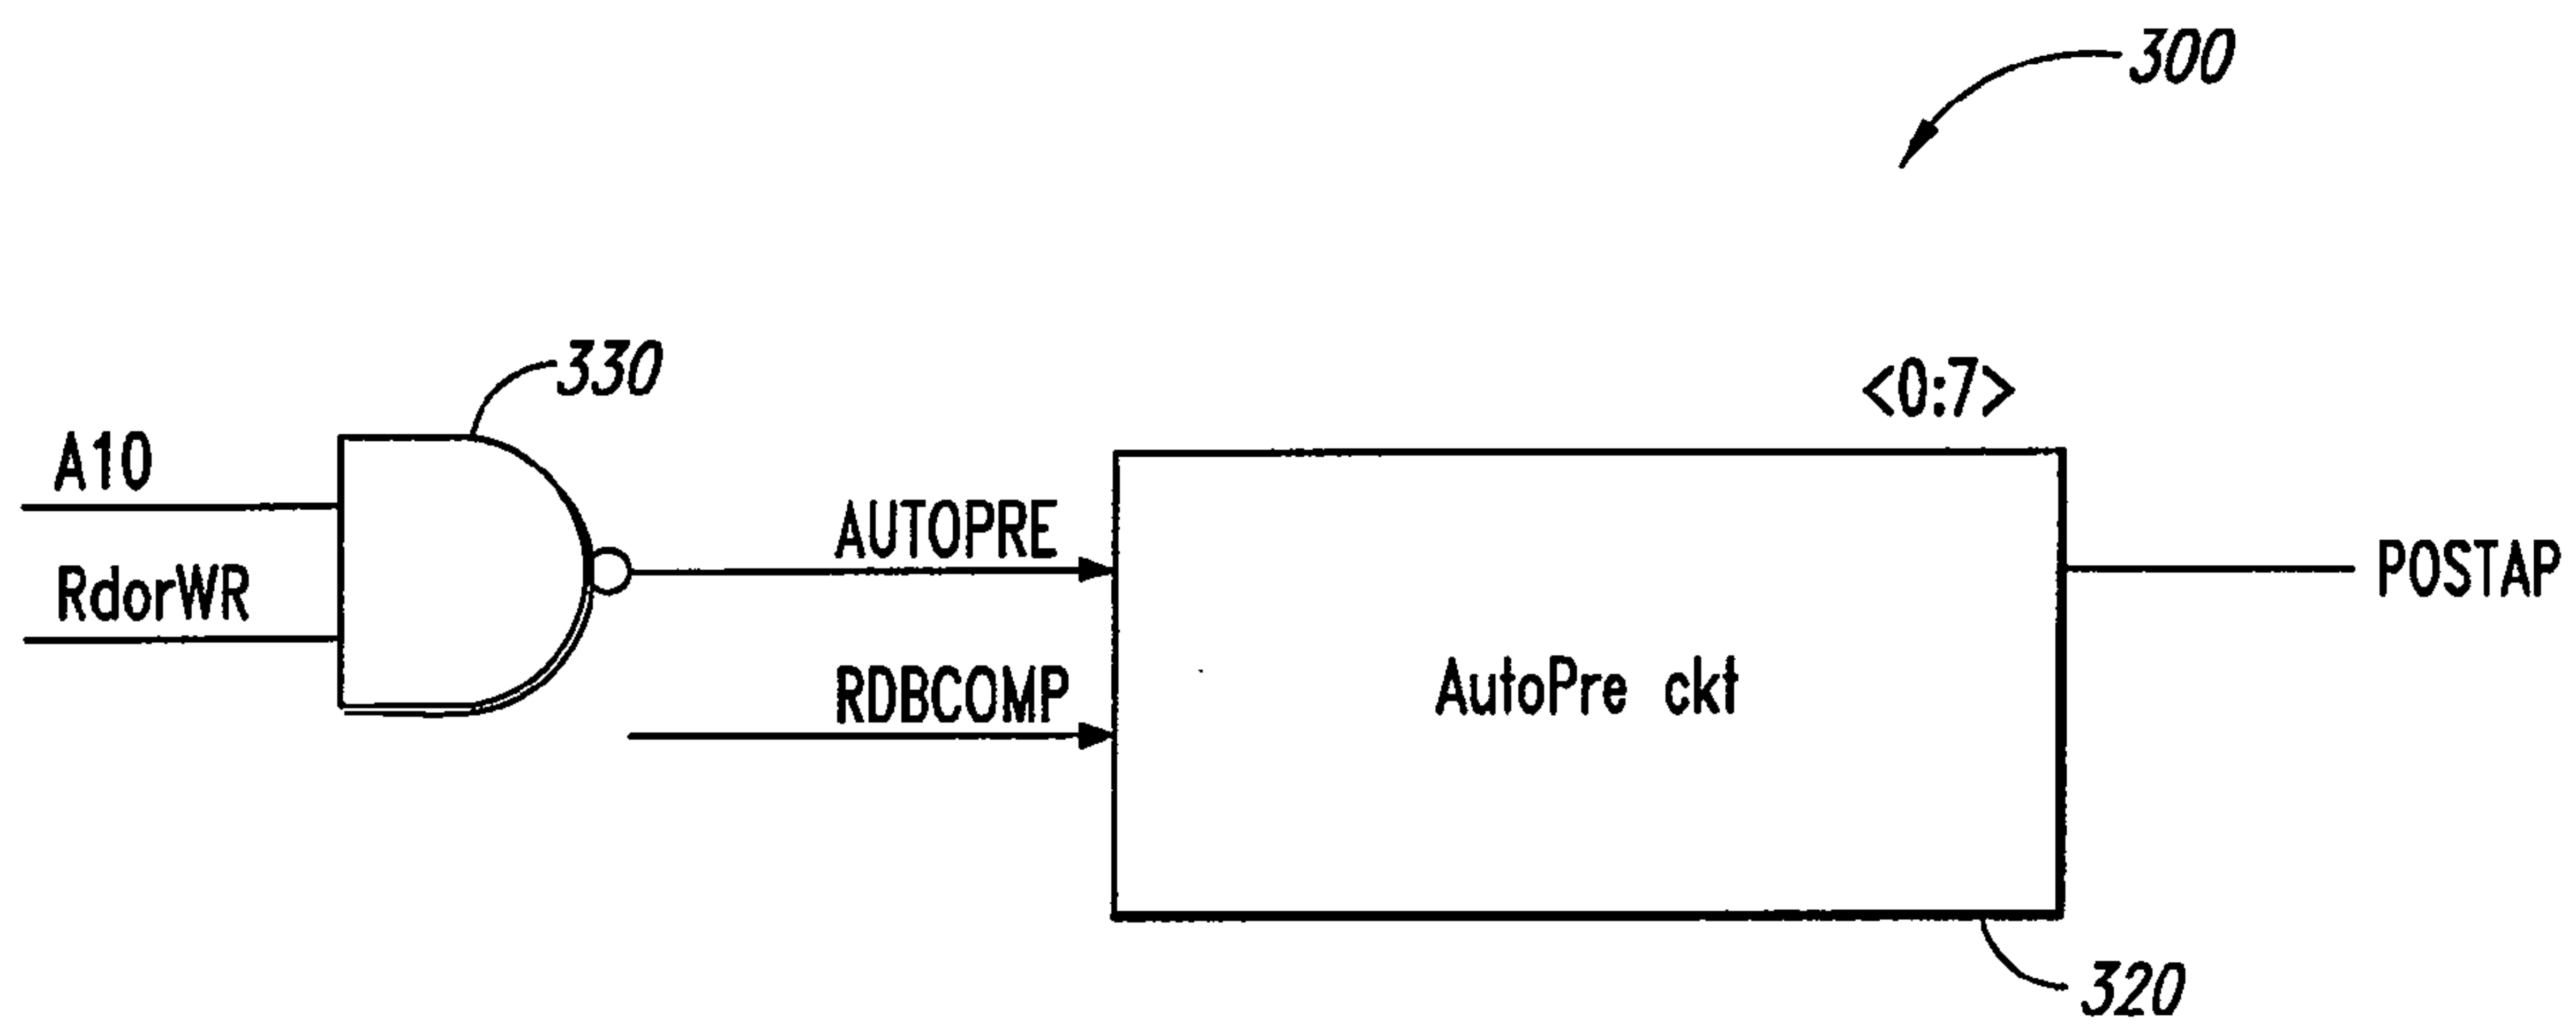 300
330
<0:7>
A10
AUTOPRE
RdorWR
POSTAP
RDBCOMP
AutoPre ckt
320